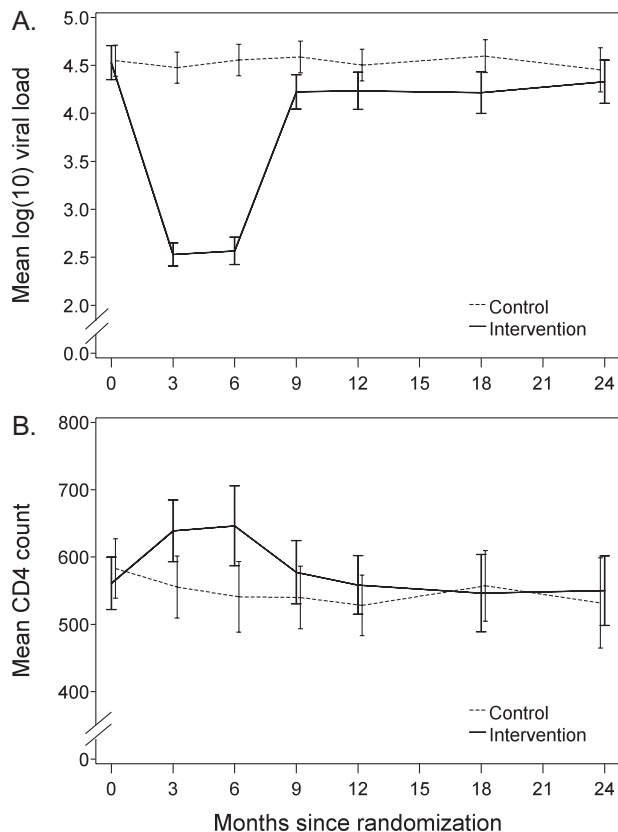 A.
Mean log(10) viral load
5.0
4.5
4.0
3.5
3.0
2.5
2.0
0.0
Control
Intervention
0 3 6 9 12 15 18 21 24
B.
Mean CD4 count
800
700
600
500
400
0
Control
Intervention
0 3 6 9 12 15 18 21 24
Months since randomization